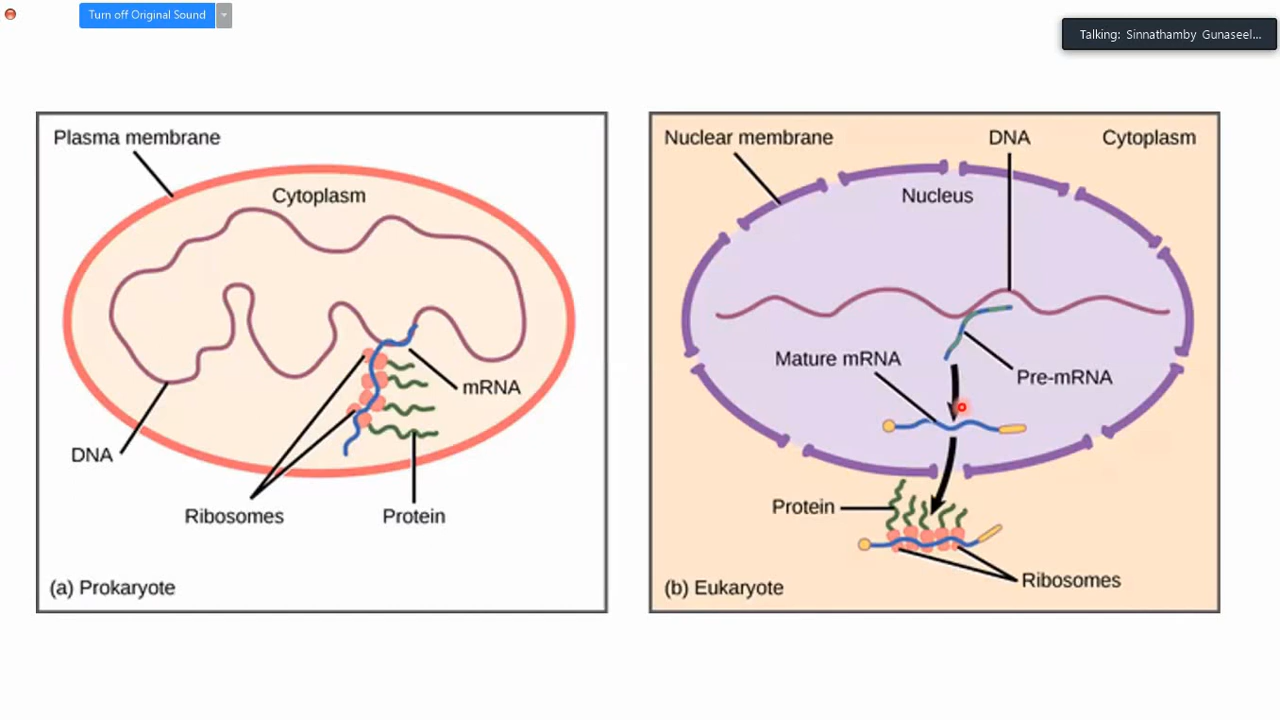 Turn off Original Sound
Talking: Sinnathamby Gunaseel...
Plasma membrane
Cytoplasm
mRNA
DNA
Ribosomes
Protein
(a) Prokaryote
Nuclear membrane
DNA
Cytoplasm
Nucleus
Mature mRNA
Pre-mRNA
Protein
Ribosomes
(b) Eukaryote